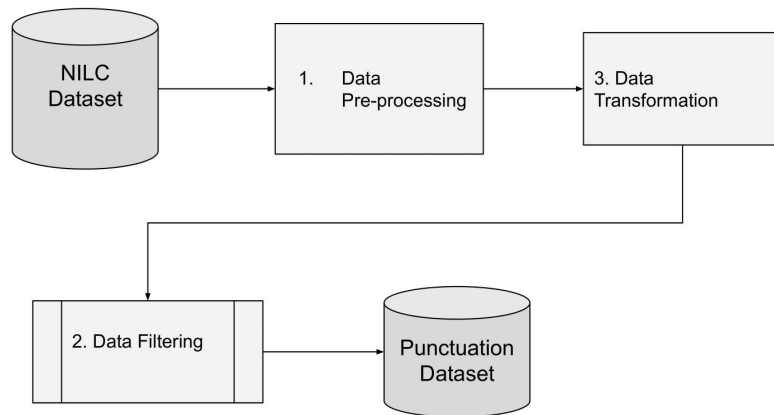 NILC
Dataset
1. Data
Pre-processing
3. Data
Transformation
2. Data Filtering
Punctuation
Dataset